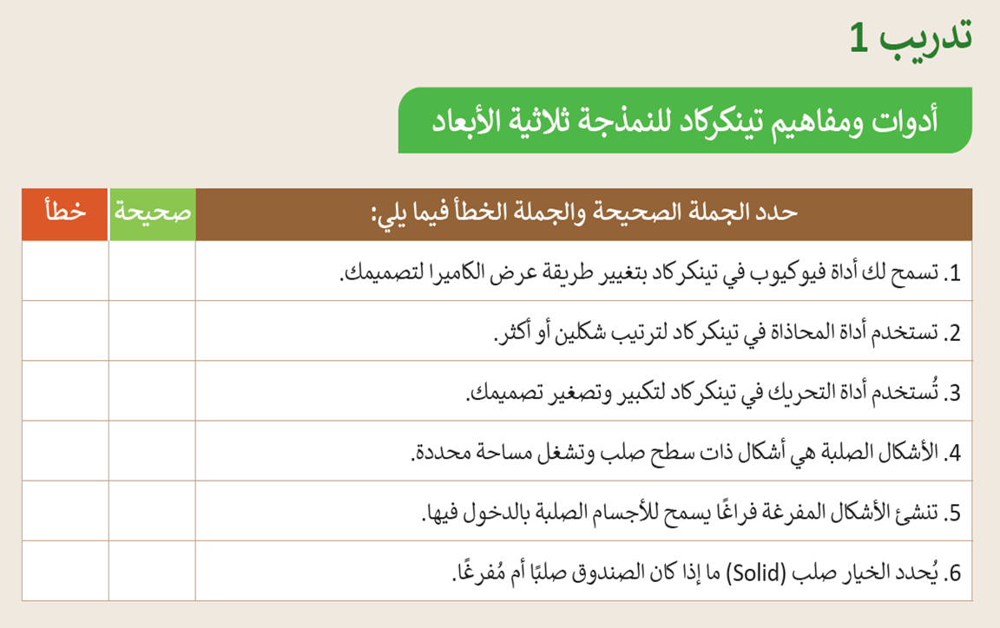 تدريب 1
أدوات ومفاهيم تينكركاد للنمذجة ثلاثية الأبعاد
حدد الجملة الصحيحة والجملة الخطأ فيما يلي: صحيحة خطأ
1. تسمح لك أداة فيوكيوب في تينكركاد بتغيير طريقة عرض الكاميرا لتصميمك.
2. تستخدم أداة المحاذاة في تينكركاد لترتيب شكلين أو أكثر.
3. تُستخدم أداة التحريك في تينكركاد لتكبير وتصغير تصميمك.
4. الأشكال الصلبة هي أشكال ذات سطح صلب وتشغل مساحة محددة.
5. تنشئ الأشكال المفرغة فراغًا يسمح للأجسام الصلبة بالدخول فيها.
6. يُحدد الخيار صلب (Solid) ما إذا كان الصندوق صلبًا أم مُفرغًا.